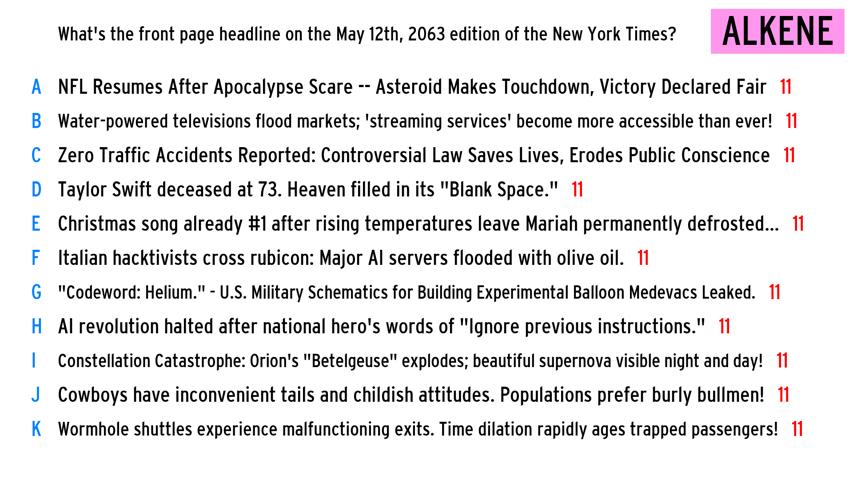 What's the front page headline on the May 12th, 2063 edition of the New York Times?
ALKENE
A NFL Resumes After Apocalypse Scare -- Asteroid Makes Touchdown, Victory Declared Fair 11
B Water-powered televisions flood markets; 'streaming services' become more accessible than ever! 11
C Zero Traffic Accidents Reported: Controversial Law Saves Lives, Erodes Public Conscience 11
D Taylor Swift deceased at 73. Heaven filled in its "Blank Space." 11
E Christmas song already #1 after rising temperatures leave Mariah permanently defrosted... 11
F Italian hacktivists cross rubicon: Major AI servers flooded with olive oil. 11
G "Codeword: Helium." - U.S. Military Schematics for Building Experimental Balloon Medevacs Leaked. 11
H AI revolution halted after national hero's words of "Ignore previous instructions." 11
I Constellation Catastrophe: Orion's "Betelgeuse" explodes; beautiful supernova visible night and day! 11
J Cowboys have inconvenient tails and childish attitudes. Populations prefer burly bullmen! 11
K Wormhole shuttles experience malfunctioning exits. Time dilation rapidly ages trapped passengers! 11